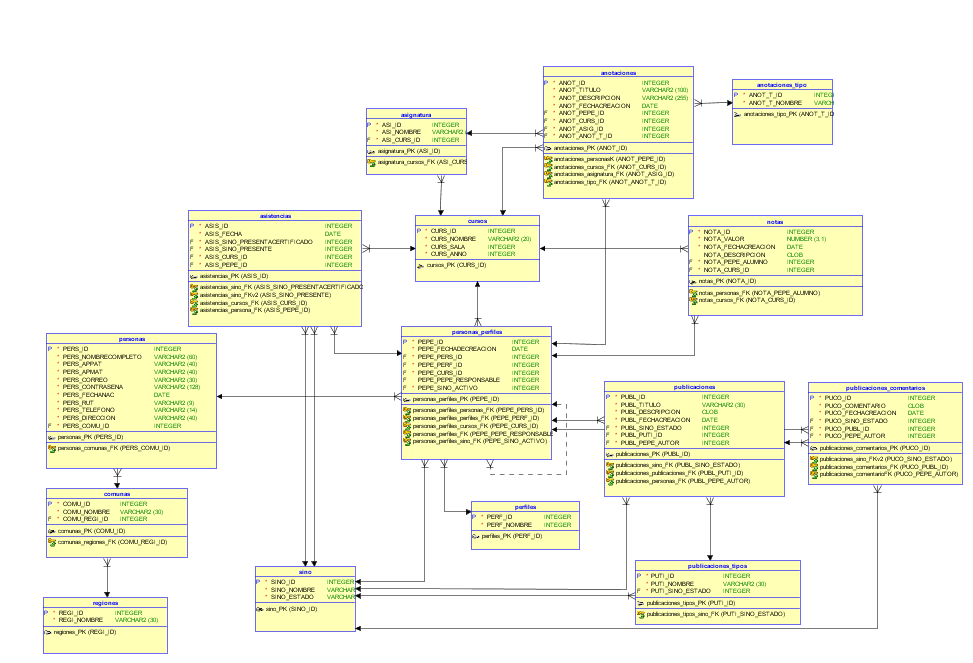 anotaciones
P * ANOT_ID INTEGER
* ANOT_TITULO VARCHAR2 (100)
* ANOT_DESCRIPCION VARCHAR2 (255)
* ANOT_FECHACREACION DATE
F * ANOT_PEPE_ID INTEGER
F * ANOT_CURS_ID INTEGER
F * ANOT_ASIG_ID INTEGER
F * ANOT_ANOT_T_ID INTEGER
anotaciones_PK (ANOT_ID)
anotaciones_personasK (ANOT_PEPE_ID)
anotaciones_cursos_FK (ANOT_CURS_ID)
anotaciones_asignatura_FK (ANOT_ASIG_ID)
anotaciones_tipo_FK (ANOT_ANOT_T_ID)
anotaciones_tipo
P * ANOT_T_ID INTEG
* ANOT_T_NOMBRE VARCH
anotaciones_tipo_PK (ANOT_T_ID
asignatura
P * ASI_ID INTEGER
* ASI_NOMBRE VARCHAR2
F * ASI_CURS_ID INTEGER
asignatura_PK (ASI_ID)
asignatura_cursos_FK (ASI_CURS
asistencias
P * ASIS_ID INTEGER
* ASIS_FECHA DATE
F * ASIS_SINO_PRESENTACERTIFICADO INTEGER
F * ASIS_SINO_PRESENTE INTEGER
F * ASIS_CURS_ID INTEGER
F * ASIS_PEPE_ID INTEGER
asistencias_PK (ASIS_ID)
asistencias_sino_FK (ASIS_SINO_PRESENTACERTIFICADO
asistencias_sino_FKv2 (ASIS_SINO_PRESENTE)
asistencias_cursos_FK (ASIS_CURS_ID)
asistencias_persona_FK (ASIS_PEPE_ID)
cursos
P * CURS_ID INTEGER
* CURS_NOMBRE VARCHAR2 (20)
* CURS_SALA INTEGER
* CURS_ANNO INTEGER
cursos_PK (CURS_ID)
notas
P * NOTA_ID INTEGER
* NOTA_VALOR NUMBER (3,1)
* NOTA_FECHACREACION DATE
NOTA_DESCRIPCION CLOB
F * NOTA_PEPE_ALUMNO INTEGER
F * NOTA_CURS_ID INTEGER
notas_PK (NOTA_ID)
notas_personas_FK (NOTA_PEPE_ALUMNO)
notas_cursos_FK (NOTA_CURS_ID)
personas
P * PERS_ID INTEGER
* PERS_NOMBRECOMPLETO VARCHAR2 (60)
* PERS_APPAT VARCHAR2 (40)
* PERS_APMAT VARCHAR2 (40)
* PERS_CORREO VARCHAR2 (30)
* PERS_CONTRASENA VARCHAR2 (128)
* PERS_FECHANAC DATE
* PERS_RUT VARCHAR2 (9)
* PERS_TELEFONO VARCHAR2 (14)
* PERS_DIRECCION VARCHAR2 (40)
F * PERS_COMU_ID INTEGER
personas_PK (PERS_ID)
personas_comunas_FK (PERS_COMU_ID)
personas_perfiles
P * PEPE_ID INTEGER
* PEPE_FECHADECREACION DATE
F * PEPE_PERS_ID INTEGER
F * PEPE_PERF_ID INTEGER
F * PEPE_CURS_ID INTEGER
F PEPE_PEPE_RESPONSABLE INTEGER
F * PEPE_SINO_ACTIVO INTEGER
personas_perfiles_PK (PEPE_ID)
personas_perfiles_personas_FK (PEPE_PERS_ID)
personas_perfiles_perfiles_FK (PEPE_PERF_ID)
personas_perfiles_cursos_FK (PEPE_CURS_ID)
personas_perfiles_FK (PEPE_PEPE_RESPONSABLE
personas_perfiles_sino_FK (PEPE_SINO_ACTIVO)
publicaciones
P * PUBL_ID INTEGER
* PUBL_TITULO VARCHAR2 (30)
* PUBL_DESCRIPCION CLOB
* PUBL_FECHACREACION DATE
F * PUBL_SINO_ESTADO INTEGER
F * PUBL_PUTI_ID INTEGER
F * PUBL_PEPE_AUTOR INTEGER
publicaciones_PK (PUBL_ID)
publicaciones_sino_FK (PUBL_SINO_ESTADO)
publicaciones_publicaciones_FK (PUBL_PUTI_ID)
publicaciones_personas_FK (PUBL_PEPE_AUTOR)
publicaciones_comentarios
P * PUCO_ID INTEGER
* PUCO_COMENTARIO CLOB
* PUCO_FECHACREACION DATE
F * PUCO_SINO_ESTADO INTEGER
F * PUCO_PUBL_ID INTEGER
F * PUCO_PEPE_AUTOR INTEGER
publicaciones_comentarios_PK (PUCO_ID)
publicaciones_sino_FKv2 (PUCO_SINO_ESTADO)
publicaciones_comentarios_FK (PUCO_PUBL_ID)
publicaciones_comentarioFK (PUCO_PEPE_AUTOR)
comunas
P * COMU_ID INTEGER
* COMU_NOMBRE VARCHAR2 (30)
F * COMU_REGI_ID INTEGER
comunas_PK (COMU_ID)
comunas_regiones_FK (COMU_REGI_ID)
perfiles
P * PERF_ID INTEGER
* PERF_NOMBRE INTEGER
perfiles_PK (PERF_ID)
regiones
P * REGI_ID INTEGER
* REGI_NOMBRE VARCHAR2 (30)
regiones_PK (REGI_ID)
sino
P * SINO_ID INTEGER
* SINO_NOMBRE VARCHAR
* SINO_ESTADO VARCHAR
sino_PK (SINO_ID)
publicaciones_tipos
P * PUTI_ID INTEGER
* PUTI_NOMBRE VARCHAR2 (30)
F * PUTI_SINO_ESTADO INTEGER
publicaciones_tipos_PK (PUTI_ID)
publicaciones_tipos_sino_FK (PUTI_SINO_ESTADO)